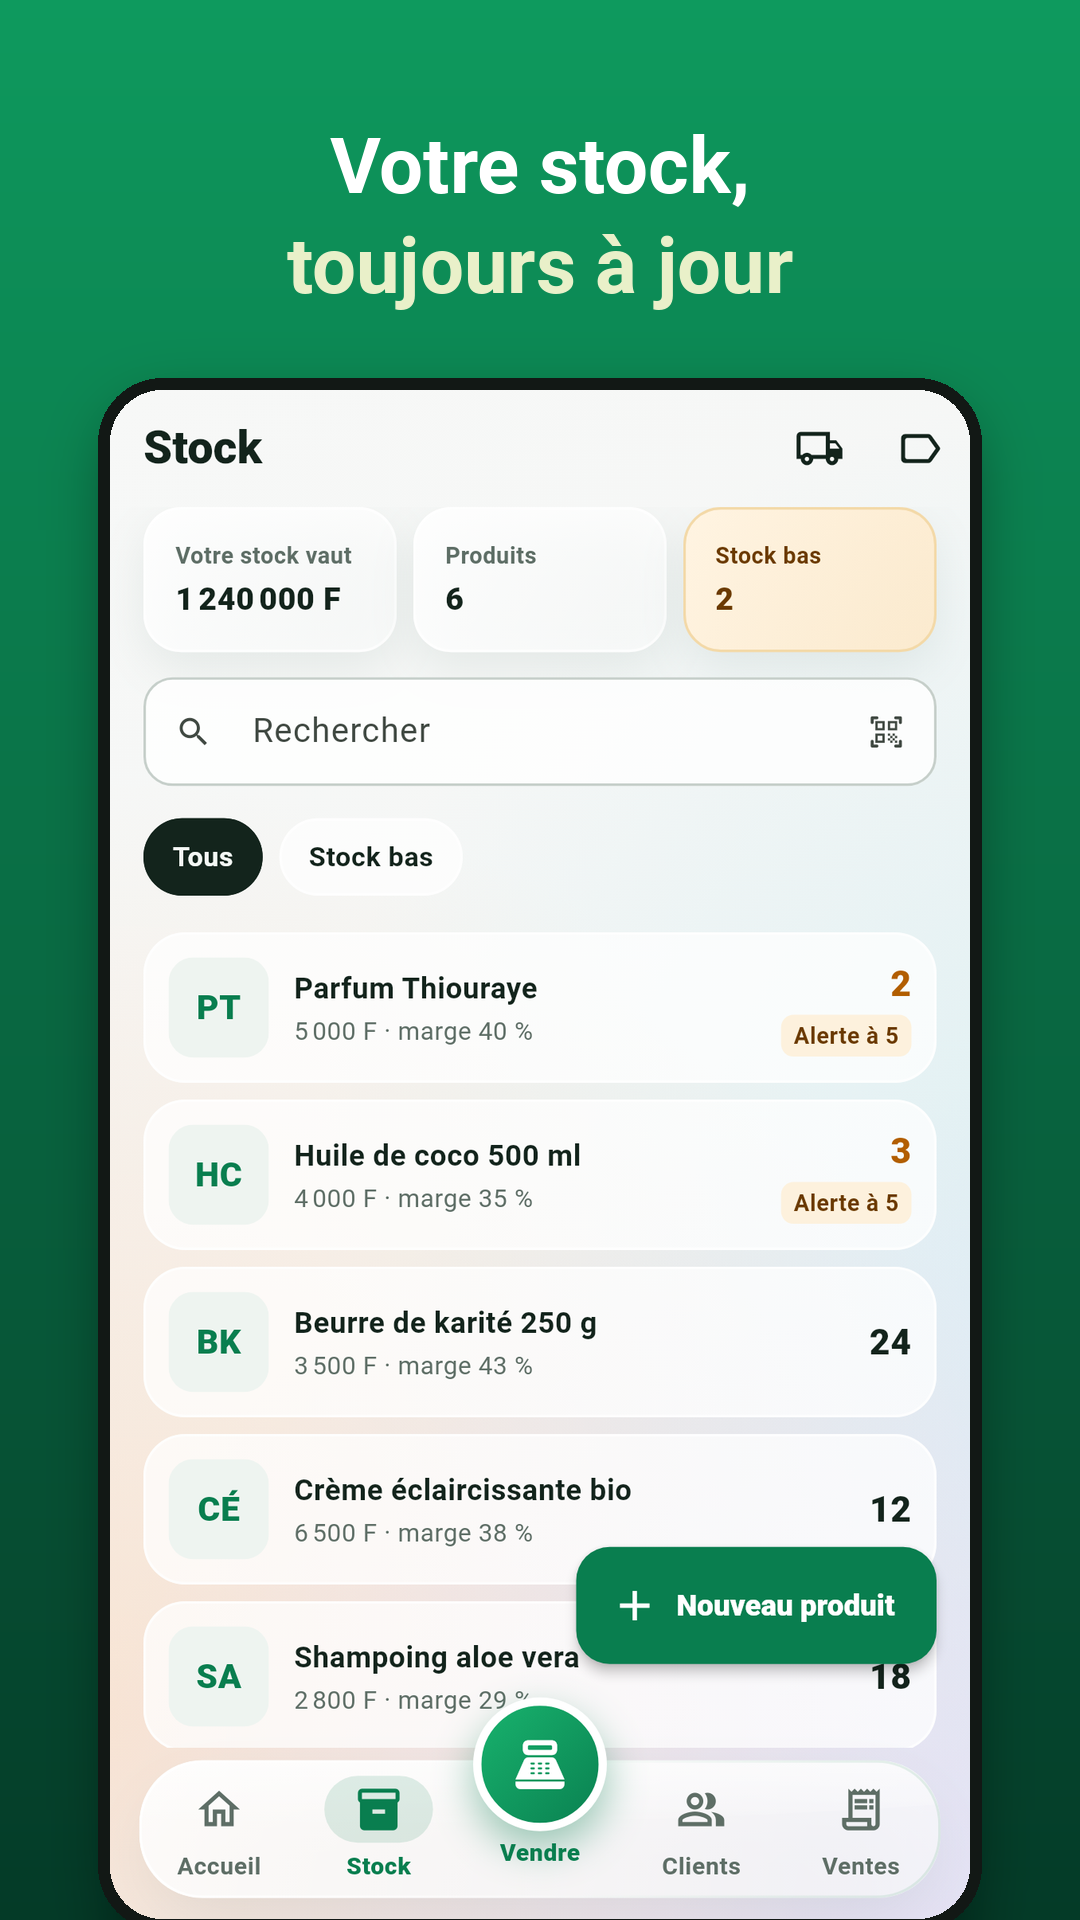 Votre stock,
toujours à jour
Stock
Votre stock vaut
1 240 000 F
Produits
6
Stock bas
2
Rechercher
Tous
Stock bas
PT
Parfum Thiouraye
5 000 F · marge 40 %
2
Alerte à 5
HC
Huile de coco 500 ml
4 000 F · marge 35 %
3
Alerte à 5
BK
Beurre de karité 250 g
3 500 F · marge 43 %
24
CÉ
Crème éclaircissante bio
6 500 F · marge 38 %
12
Nouveau produit
SA
Shampoing aloe vera
2 800 F · marge 29 %
18
Accueil
Stock
Vendre
Clients
Ventes